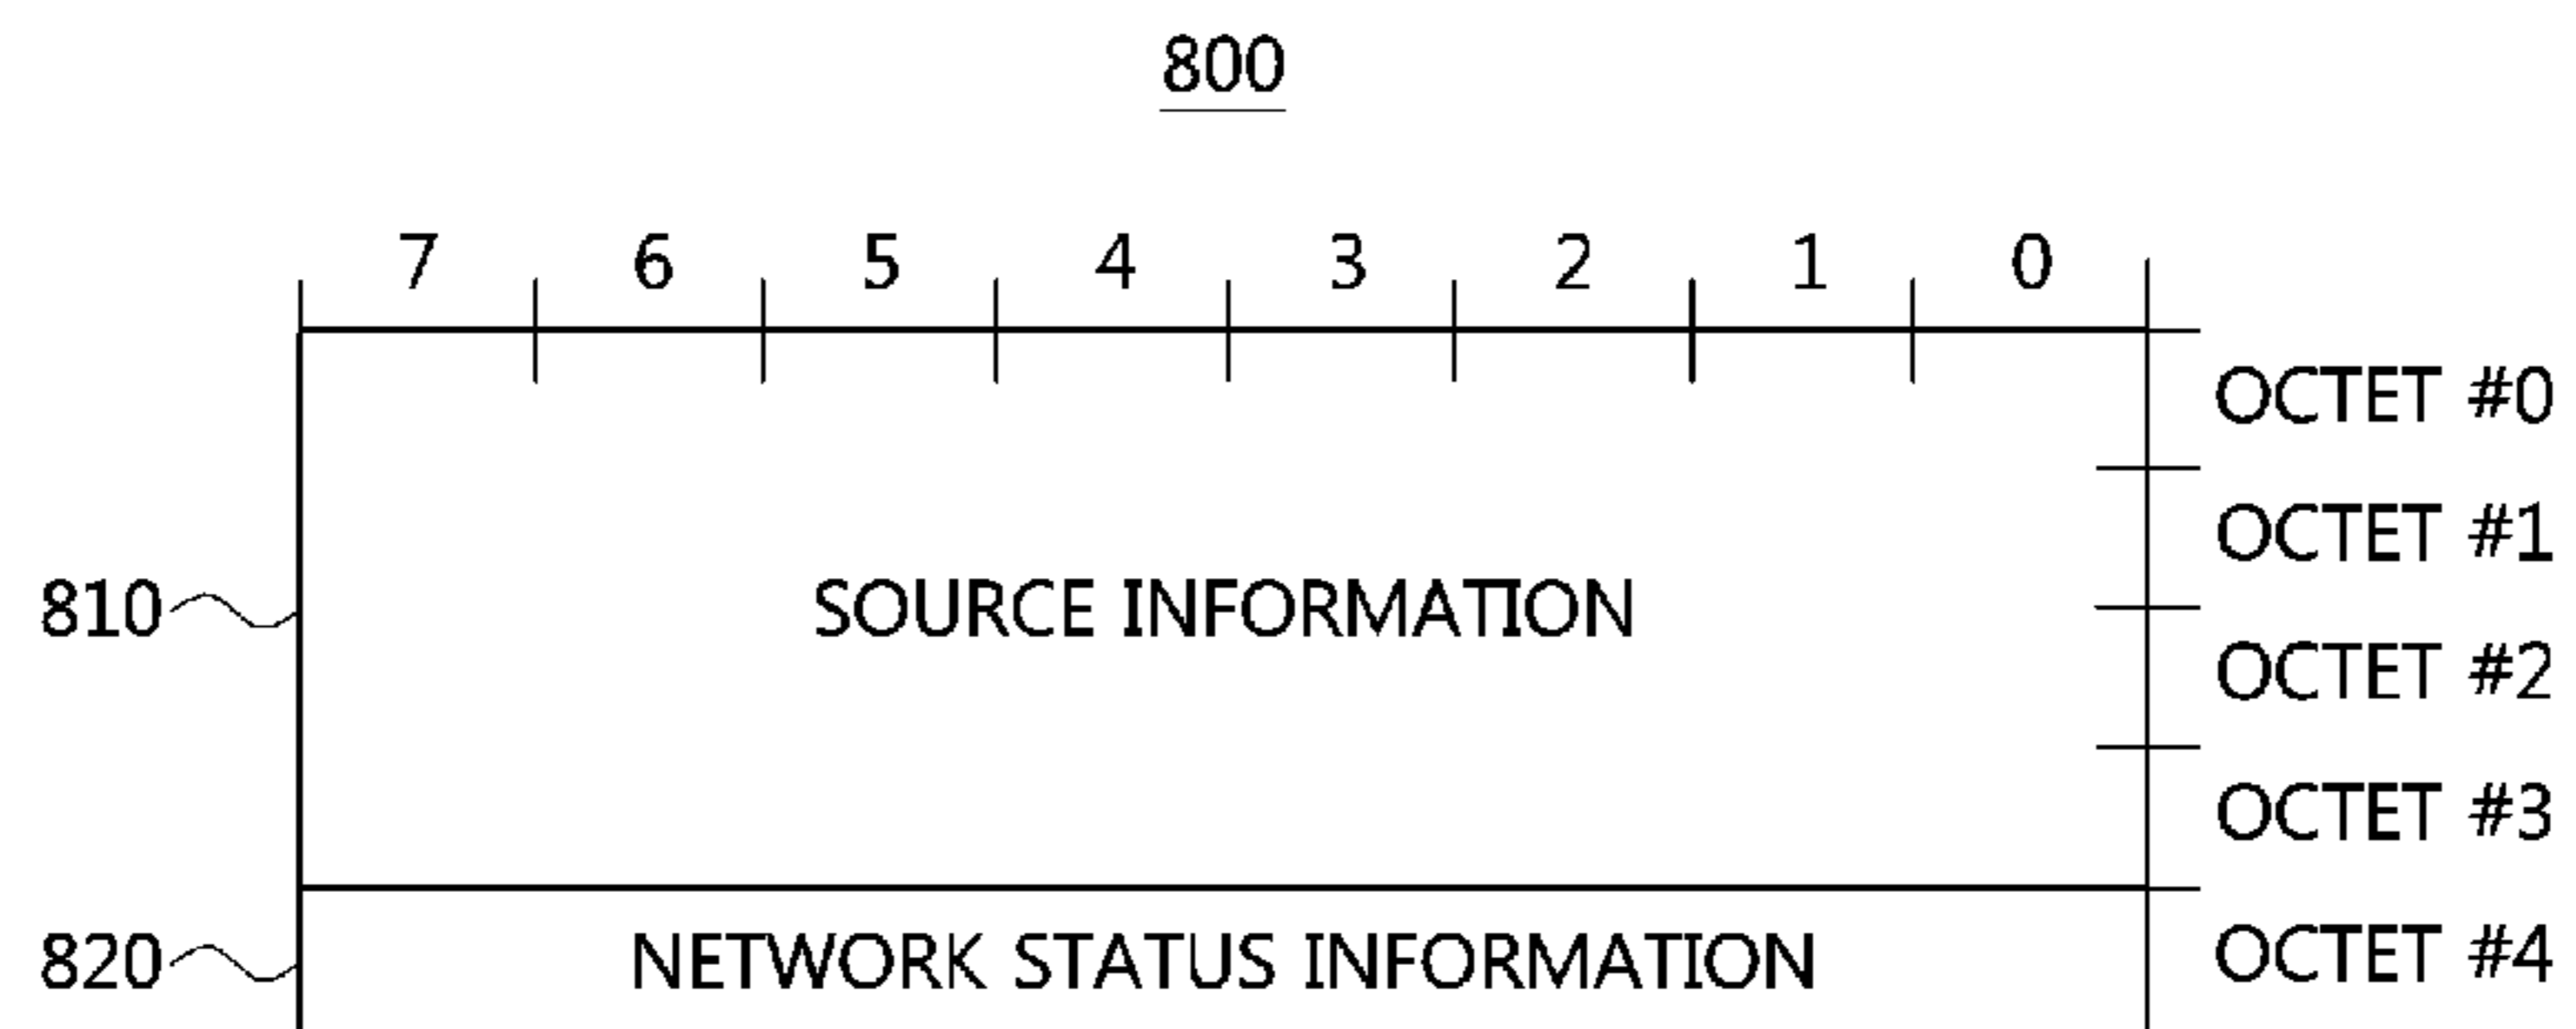 800
7 6 5 4 3 2 1 0
OCTET #0
OCTET #1
810 SOURCE INFORMATION
OCTET #2
OCTET #3
820 NETWORK STATUS INFORMATION OCTET #4